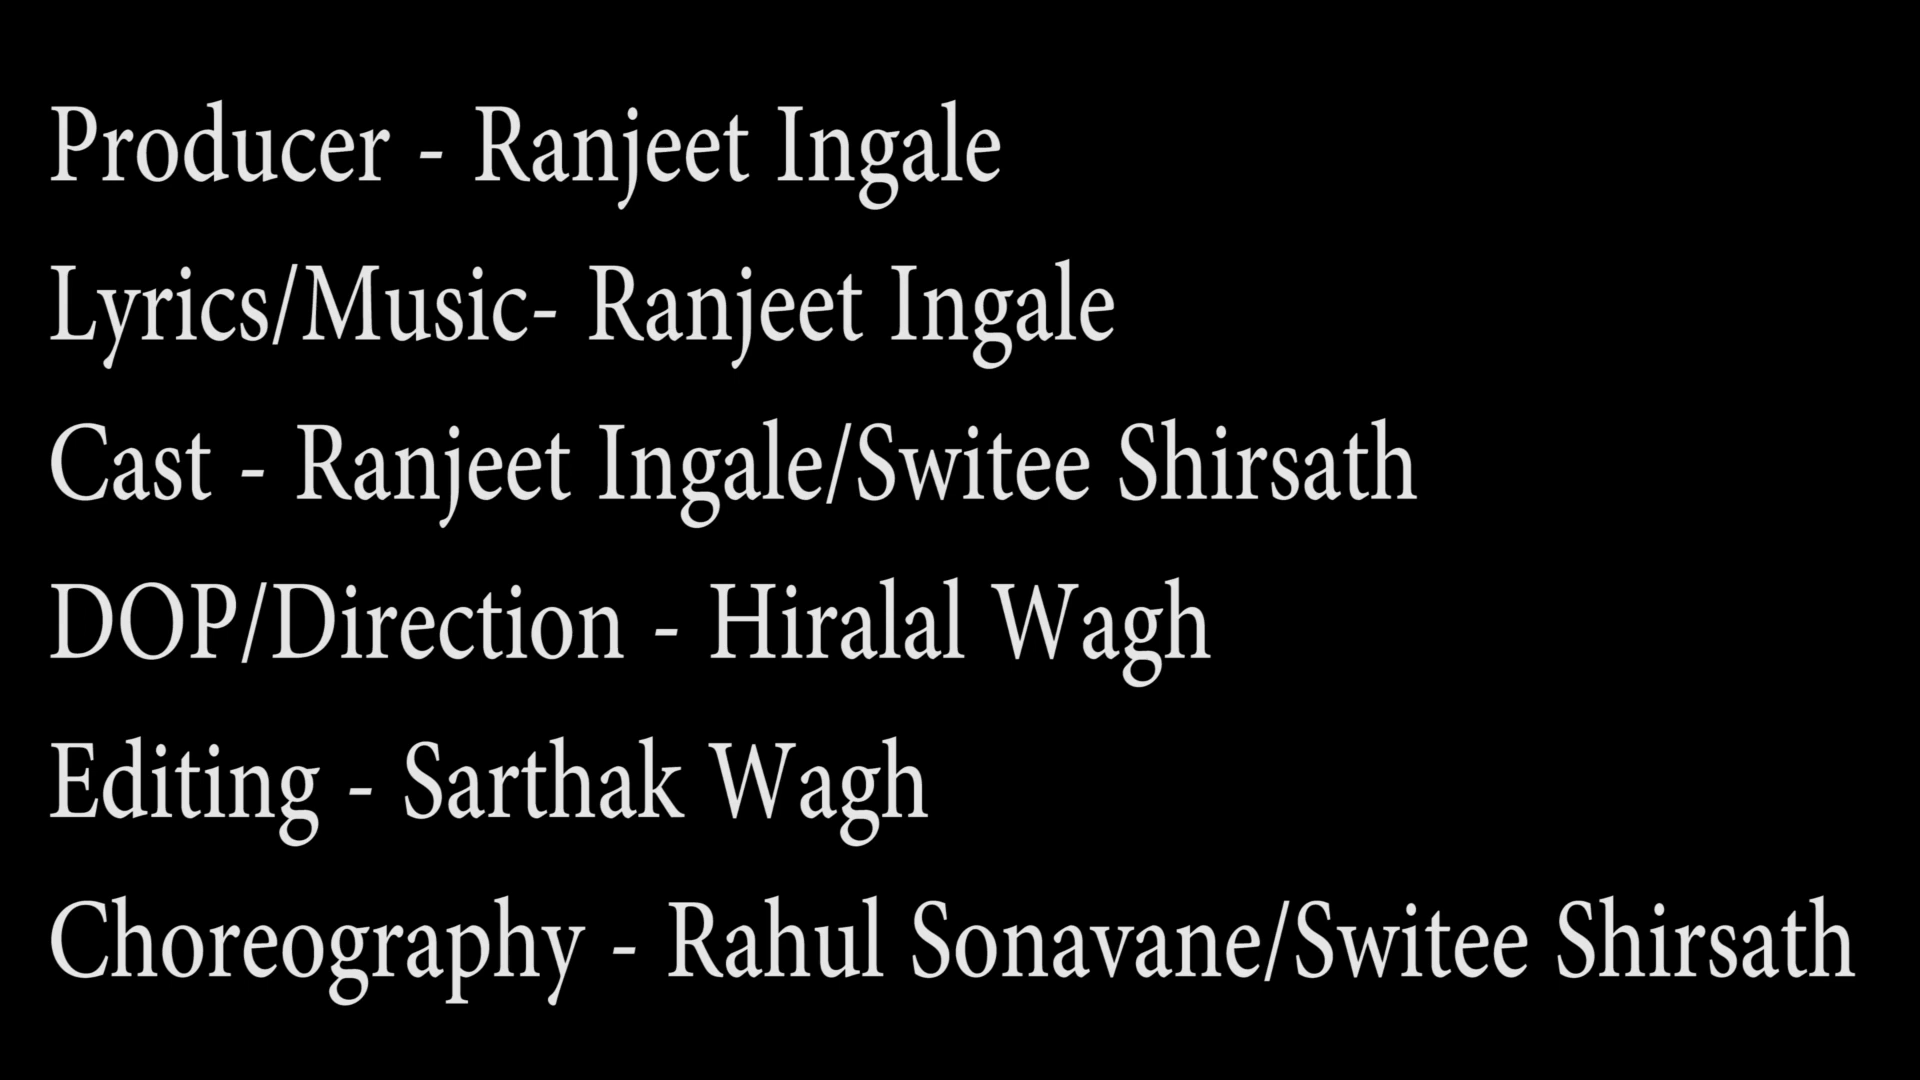 Producer - Ranjeet Ingale
Lyrics/Music- Ranjeet Ingale
Cast - Ranjeet Ingale/Switee Shirsath
DOP/Direction - Hiralal Wagh
Editing - Sarthak Wagh
Choreography - Rahul Sonavane/Switee Shirsath